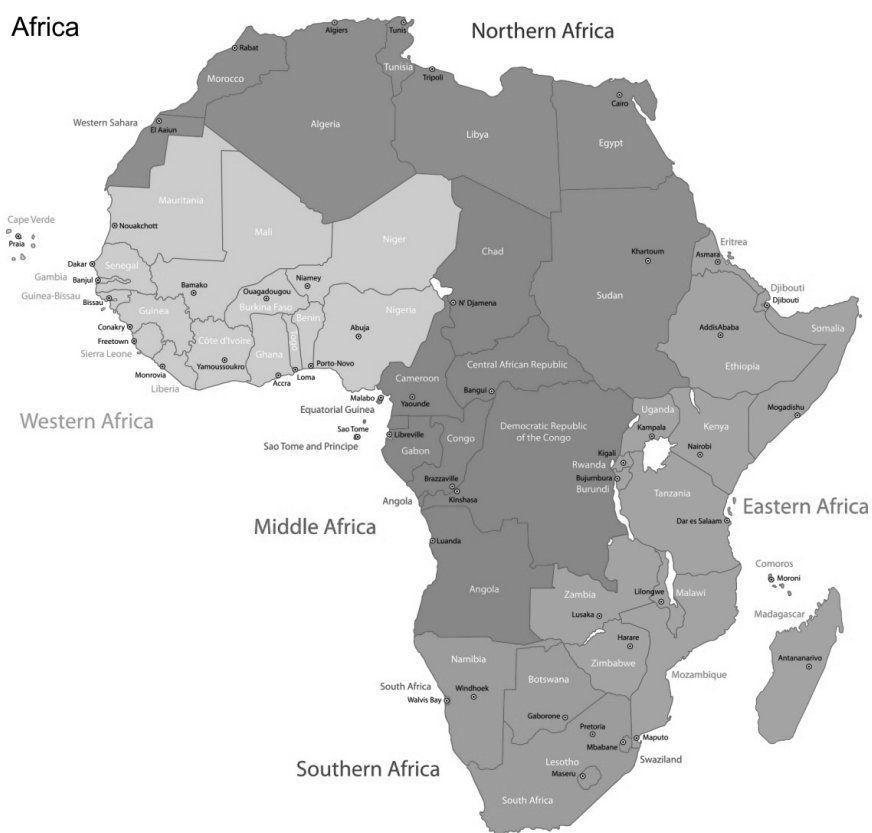 Africa
Northern Africa
Algiers
Tunis
Rabat
Tunisia
Morocco
Tripoli
Cairo
Western Sahara
El Aaiun
Algeria
Libya
Egypt
Mauritania
Cape Verde
Praia
Nouakchott
Mali
Niger
Chad
Khartoum
Eritrea
Asmara
Dakar
Senegal
Gambia
Banjul
Niamey
Djibouti
Djibouti
Guinea-Bissau
Bissau
Bamako
Ouagadougou
Burkina Faso
N' Djamena
Sudan
Guinea
Benin
Nigeria
Conakry
Freetown
Côte d'Ivoire
Togo
Abuja
AddisAbaba
Somalia
Sierra Leone
Ghana
Monrovia
Yamoussoukro
Porto-Novo
Loma
Accra
Central African Republic
Ethiopia
Liberia
Cameroon
Bangui
Western Africa
Malabo
Yaounde
Equatorial Guinea
Uganda
Mogadishu
Democratic Republic
of the Congo
Sao Tome
Libreville
Congo
Kampala
Kenya
Sao Tome and Principe
Gabon
Kigali
Nairobi
Rwanda
Brazzaville
Bujumbura
Burundi
Kinshasa
Angola
Tanzania
Eastern Africa
Middle Africa
Dar es Salaam
Luanda
Comoros
Moroni
Angola
Zambia
Lilongwe
Malawi
Lusaka
Madagascar
Harare
Namibia
Zimbabwe
Antananarivo
Botswana
Mozambique
South Africa
Windhoek
Walvis Bay
Gaborone
Pretoria
Maputo
Mbabane
Swaziland
Southern Africa
Lesotho
Maseru
South Africa